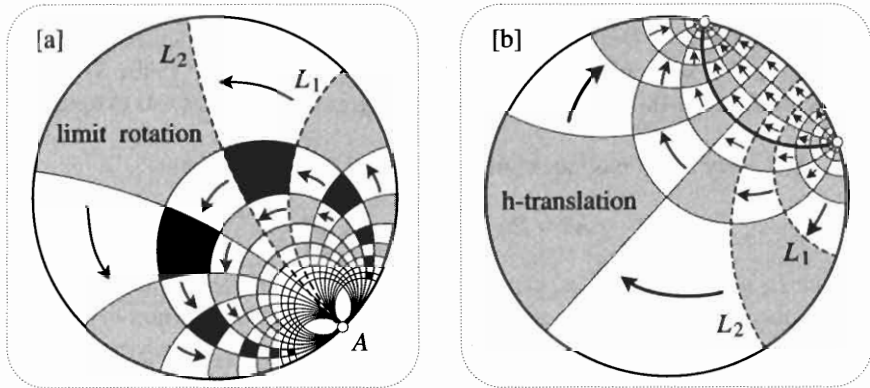 [a]
L₂
L₁
limit rotation
A
[b]
h-translation
L₁
L₂